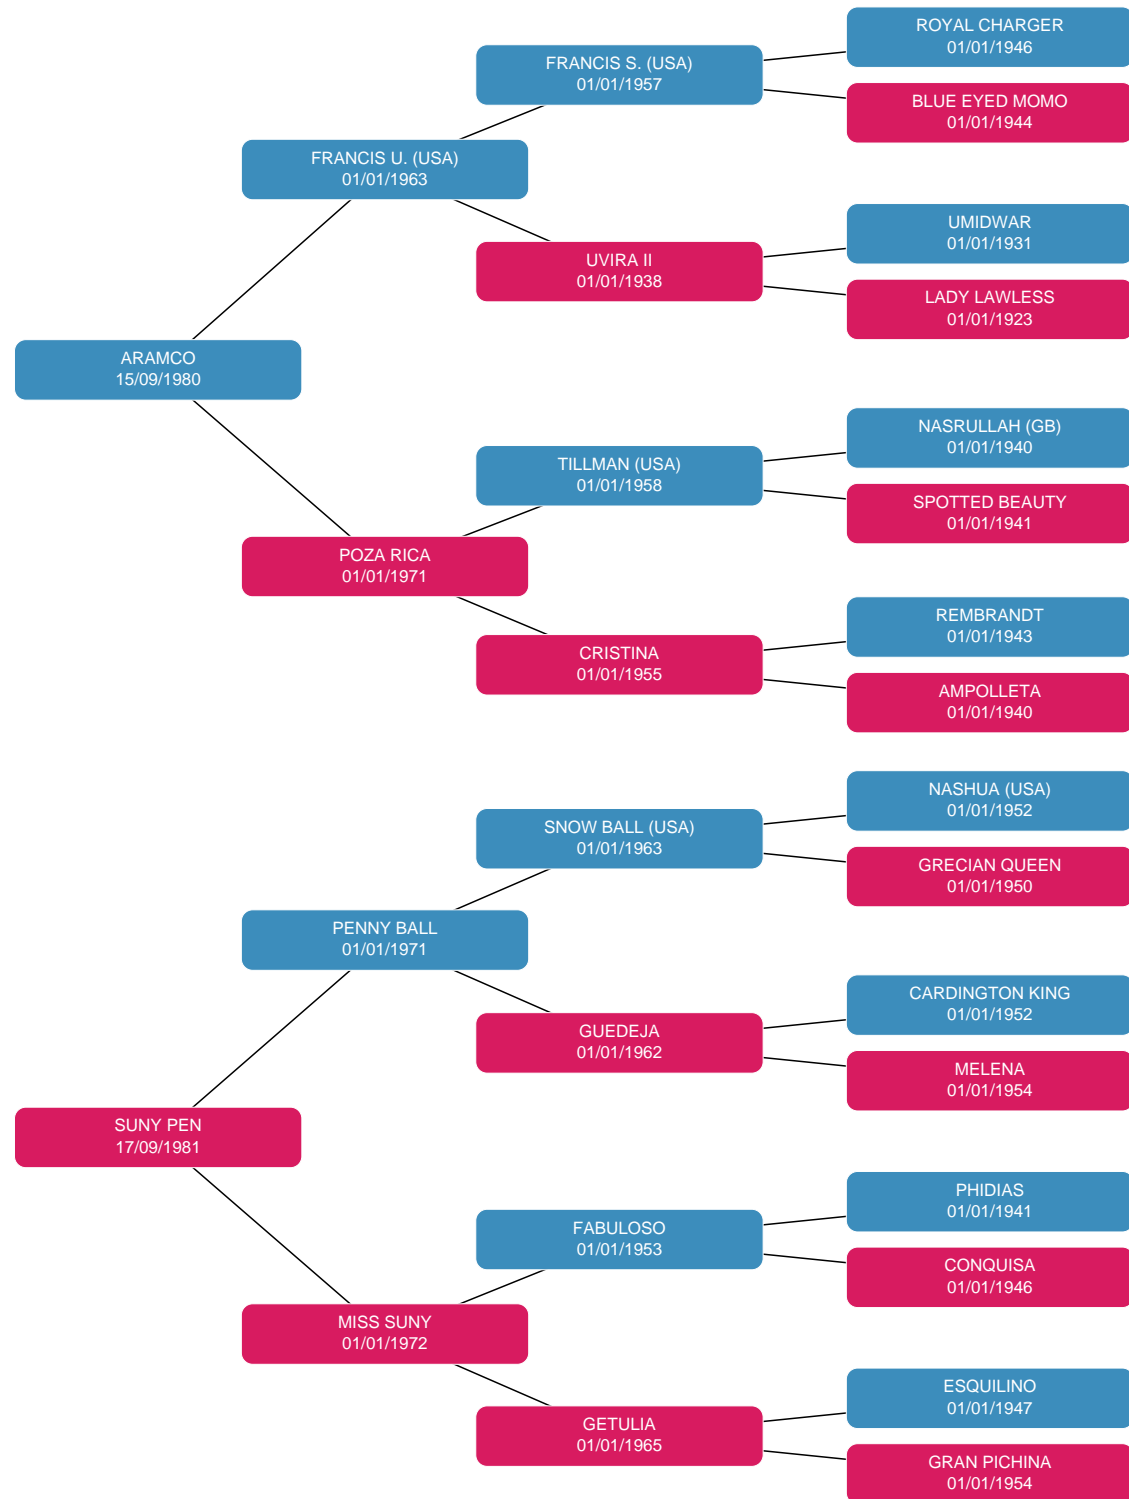 ROYAL CHARGER
01/01/1946
FRANCIS S. (USA)
01/01/1957
BLUE EYED MOMO
01/01/1944
FRANCIS U. (USA)
01/01/1963
UMIDWAR
01/01/1931
UVIRA II
01/01/1938
LADY LAWLESS
01/01/1923
ARAMCO
15/09/1980
NASRULLAH (GB)
01/01/1940
TILLMAN (USA)
01/01/1958
SPOTTED BEAUTY
01/01/1941
POZA RICA
01/01/1971
REMBRANDT
01/01/1943
CRISTINA
01/01/1955
AMPOLLETA
01/01/1940
NASHUA (USA)
01/01/1952
SNOW BALL (USA)
01/01/1963
GRECIAN QUEEN
01/01/1950
PENNY BALL
01/01/1971
CARDINGTON KING
01/01/1952
GUEDEJA
01/01/1962
MELENA
01/01/1954
SUNY PEN
17/09/1981
PHIDIAS
01/01/1941
FABULOSO
01/01/1953
CONQUISA
01/01/1946
MISS SUNY
01/01/1972
ESQUILINO
01/01/1947
GETULIA
01/01/1965
GRAN PICHINA
01/01/1954